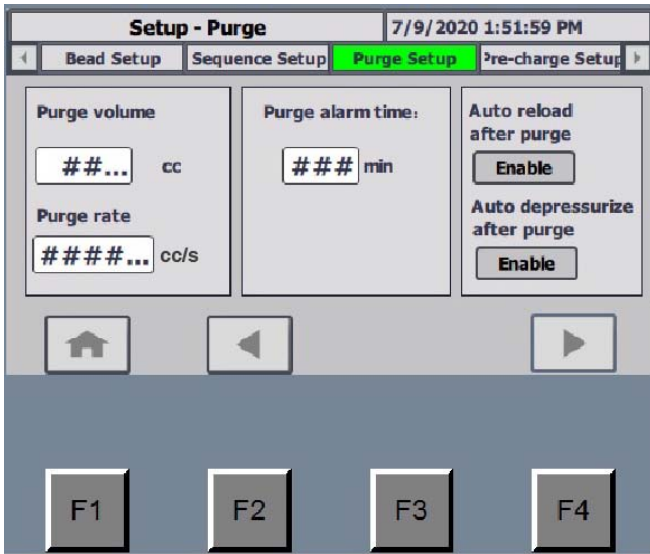 Setup - Purge
7/9/2020 1:51:59 PM
Bead Setup
Sequence Setup
Purge Setup
Pre-charge Setup
Purge volume
##... cc
Purge rate
####... cc/s
Purge alarm time:
### min
Auto reload
after purge
Enable
Auto depressurize
after purge
Enable
F1
F2
F3
F4